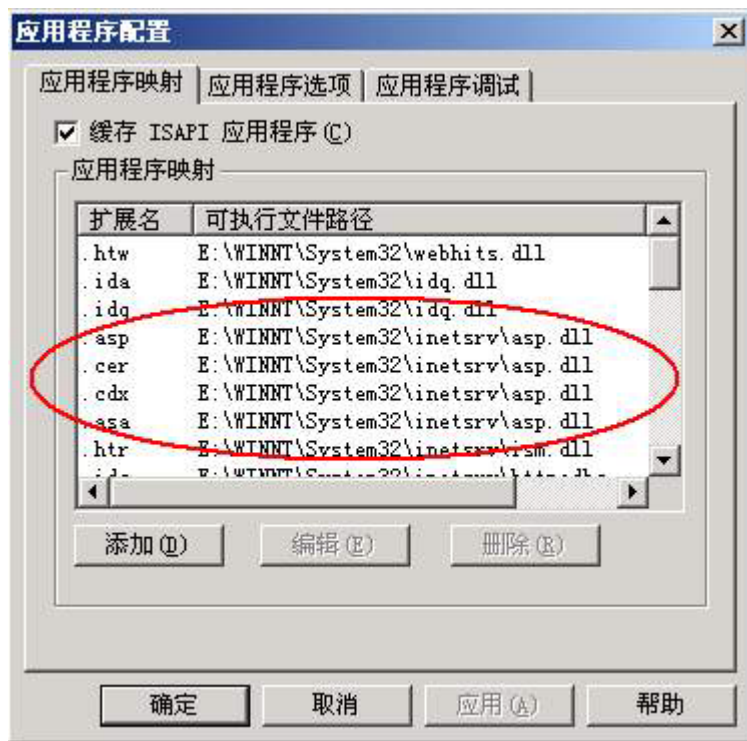 应用程序配置
应用程序映射 应用程序选项 应用程序调试
缓存 ISAPI 应用程序(C)
应用程序映射
扩展名 可执行文件路径
.htw E:\WINNT\System32\webhits.dll
.ida E:\WINNT\System32\idq.dll
.idq E:\WINNT\System32\idq.dll
.asp E:\WINNT\System32\inetsrv\asp.dll
.cer E:\WINNT\System32\inetsrv\asp.dll
.cdx E:\WINNT\System32\inetsrv\asp.dll
.asa E:\WINNT\System32\inetsrv\asp.dll
.htr E:\WINNT\System32\inetsrv\ism.dll
添加(D) 编辑(E) 删除(R)
确定 取消 应用(A) 帮助